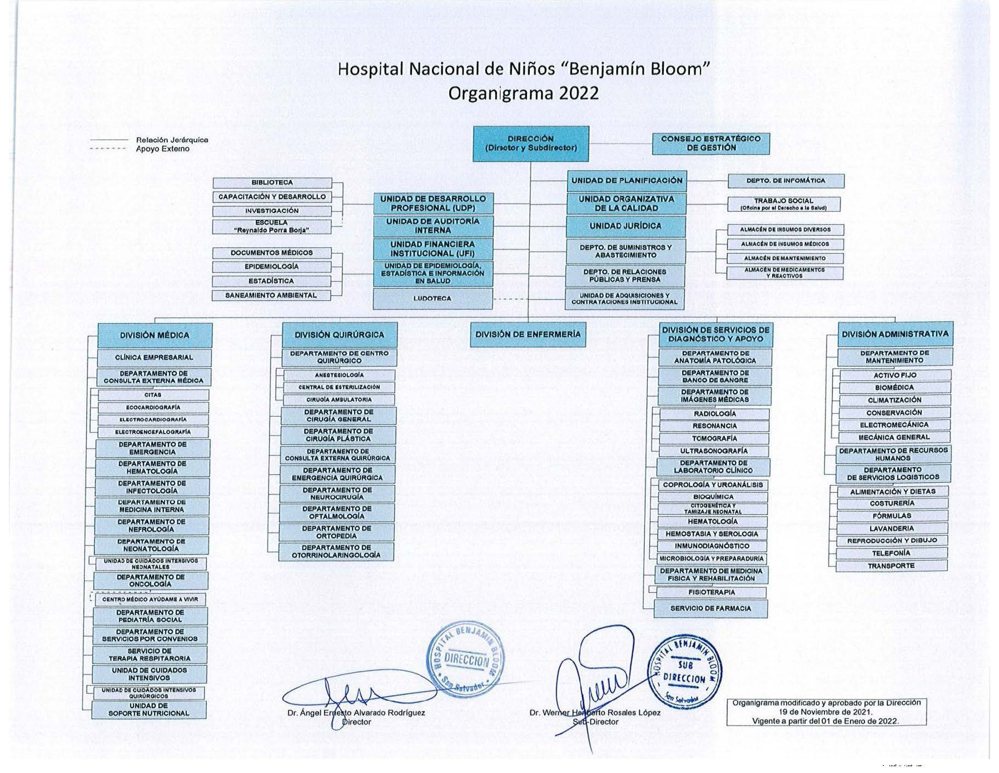 Hospital Nacional de Niños “Benjamín Bloom”
Organigrama 2022
Relación Jerárquica
Apoyo Externo
DIRECCIÓN
(Director y Subdirector)
CONSEJO ESTRATÉGICO
DE GESTIÓN
BIBLIOTECA
CAPACITACIÓN Y DESARROLLO
INVESTIGACIÓN
ESCUELA
“Reynaldo Porra Borja”
DOCUMENTOS MÉDICOS
EPIDEMIOLOGÍA
ESTADÍSTICA
SANEAMIENTO AMBIENTAL
UNIDAD DE DESARROLLO
PROFESIONAL (UDP)
UNIDAD DE AUDITORÍA
INTERNA
UNIDAD FINANCIERA
INSTITUCIONAL (UFI)
UNIDAD DE EPIDEMIOLOGÍA,
ESTADÍSTICA E INFORMACIÓN
EN SALUD
LUDOTECA
UNIDAD DE PLANIFICACIÓN
UNIDAD ORGANIZATIVA
DE LA CALIDAD
UNIDAD JURÍDICA
DEPTO. DE SUMINISTROS Y
ABASTECIMIENTO
DEPTO. DE RELACIONES
PÚBLICAS Y PRENSA
UNIDAD DE ADQUISICIONES Y
CONTRATACIONES INSTITUCIONAL
DEPTO. DE INFOMÁTICA
TRABAJO SOCIAL
(Oficina por el Derecho a la Salud)
ALMACÉN DE INSUMOS DIVERSOS
ALMACÉN DE INSUMOS MÉDICOS
ALMACÉN DE MANTENIMIENTO
ALMACÉN DE MEDICAMENTOS
Y REACTIVOS
DIVISIÓN MÉDICA
CLÍNICA EMPRESARIAL
DEPARTAMENTO DE
CONSULTA EXTERNA MÉDICA
CITAS
ECOCARDIOGRAFÍA
ELECTROCARDIOGRAFÍA
ELECTROENCEFALOGRAFÍA
DEPARTAMENTO DE
EMERGENCIA
DEPARTAMENTO DE
HEMATOLOGÍA
DEPARTAMENTO DE
INFECTOLOGÍA
DEPARTAMENTO DE
MEDICINA INTERNA
DEPARTAMENTO DE
NEFROLOGÍA
DEPARTAMENTO DE
NEONATOLOGÍA
UNIDAD DE CUIDADOS INTENSIVOS
NEONATALES
DEPARTAMENTO DE
ONCOLOGÍA
CENTRO MÉDICO AYÚDAME A VIVIR
DEPARTAMENTO DE
PEDIATRÍA SOCIAL
DEPARTAMENTO DE
SERVICIOS POR CONVENIOS
SERVICIO DE
TERAPIA RESPITARORIA
UNIDAD DE CUIDADOS
INTENSIVOS
UNIDAD DE CUIDADOS INTENSIVOS
QUIRÚRGICOS
UNIDAD DE
SOPORTE NUTRICIONAL
DIVISIÓN QUIRÚRGICA
DEPARTAMENTO DE CENTRO
QUIRÚRGICO
ANESTESIOLOGÍA
CENTRAL DE ESTERILIZACIÓN
CIRUGÍA AMBULATORIA
DEPARTAMENTO DE
CIRUGÍA GENERAL
DEPARTAMENTO DE
CIRUGÍA PLÁSTICA
DEPARTAMENTO DE
CONSULTA EXTERNA QUIRÚRGICA
DEPARTAMENTO DE
EMERGENCIA QUIRÚRGICA
DEPARTAMENTO DE
NEUROCIRUGÍA
DEPARTAMENTO DE
OFTALMOLOGÍA
DEPARTAMENTO DE
ORTOPEDIA
DEPARTAMENTO DE
OTORRINOLARINGOLOGÍA
DIVISIÓN DE ENFERMERÍA
DIVISIÓN DE SERVICIOS DE
DIAGNÓSTICO Y APOYO
DEPARTAMENTO DE
ANATOMÍA PATOLÓGICA
DEPARTAMENTO DE
BANCO DE SANGRE
DEPARTAMENTO DE
IMÁGENES MÉDICAS
RADIOLOGÍA
RESONANCIA
TOMOGRAFÍA
ULTRASONOGRAFÍA
DEPARTAMENTO DE
LABORATORIO CLÍNICO
COPROLOGÍA Y UROANÁLISIS
BIOQUÍMICA
CITOGENÉTICA Y
TAMIZAJE NEONATAL
HEMATOLOGÍA
HEMOSTASIA Y SEROLOGIA
INMUNODIAGNÓSTICO
MICROBIOLOGÍA Y PREPARADURÍA
DEPARTAMENTO DE MEDICINA
FISICA Y REHABILITACIÓN
FISIOTERAPIA
SERVICIO DE FARMACIA
DIVISIÓN ADMINISTRATIVA
DEPARTAMENTO DE
MANTENIMIENTO
ACTIVO FIJO
BIOMÉDICA
CLIMATIZACIÓN
CONSERVACIÓN
ELECTROMECÁNICA
MECÁNICA GENERAL
DEPARTAMENTO DE RECURSOS
HUMANOS
DEPARTAMENTO
DE SERVICIOS LOGISTICOS
ALIMENTACIÓN Y DIETAS
COSTURERÍA
FÓRMULAS
LAVANDERIA
REPRODUCCIÓN Y DIBUJO
TELEFONÍA
TRANSPORTE
HOSPITAL BENJAMIN BLOOM
DIRECCION
San Salvador
HOSPITAL BENJAMIN BLOOM
SUB
DIRECCION
San Salvador
Dr. Ángel Ernesto Alvarado Rodríguez
Director
Dr. Werner Heriberto Rosales López
Sub-Director
Organigrama modificado y aprobado por la Dirección
19 de Noviembre de 2021.
Vigente a partir del 01 de Enero de 2022.